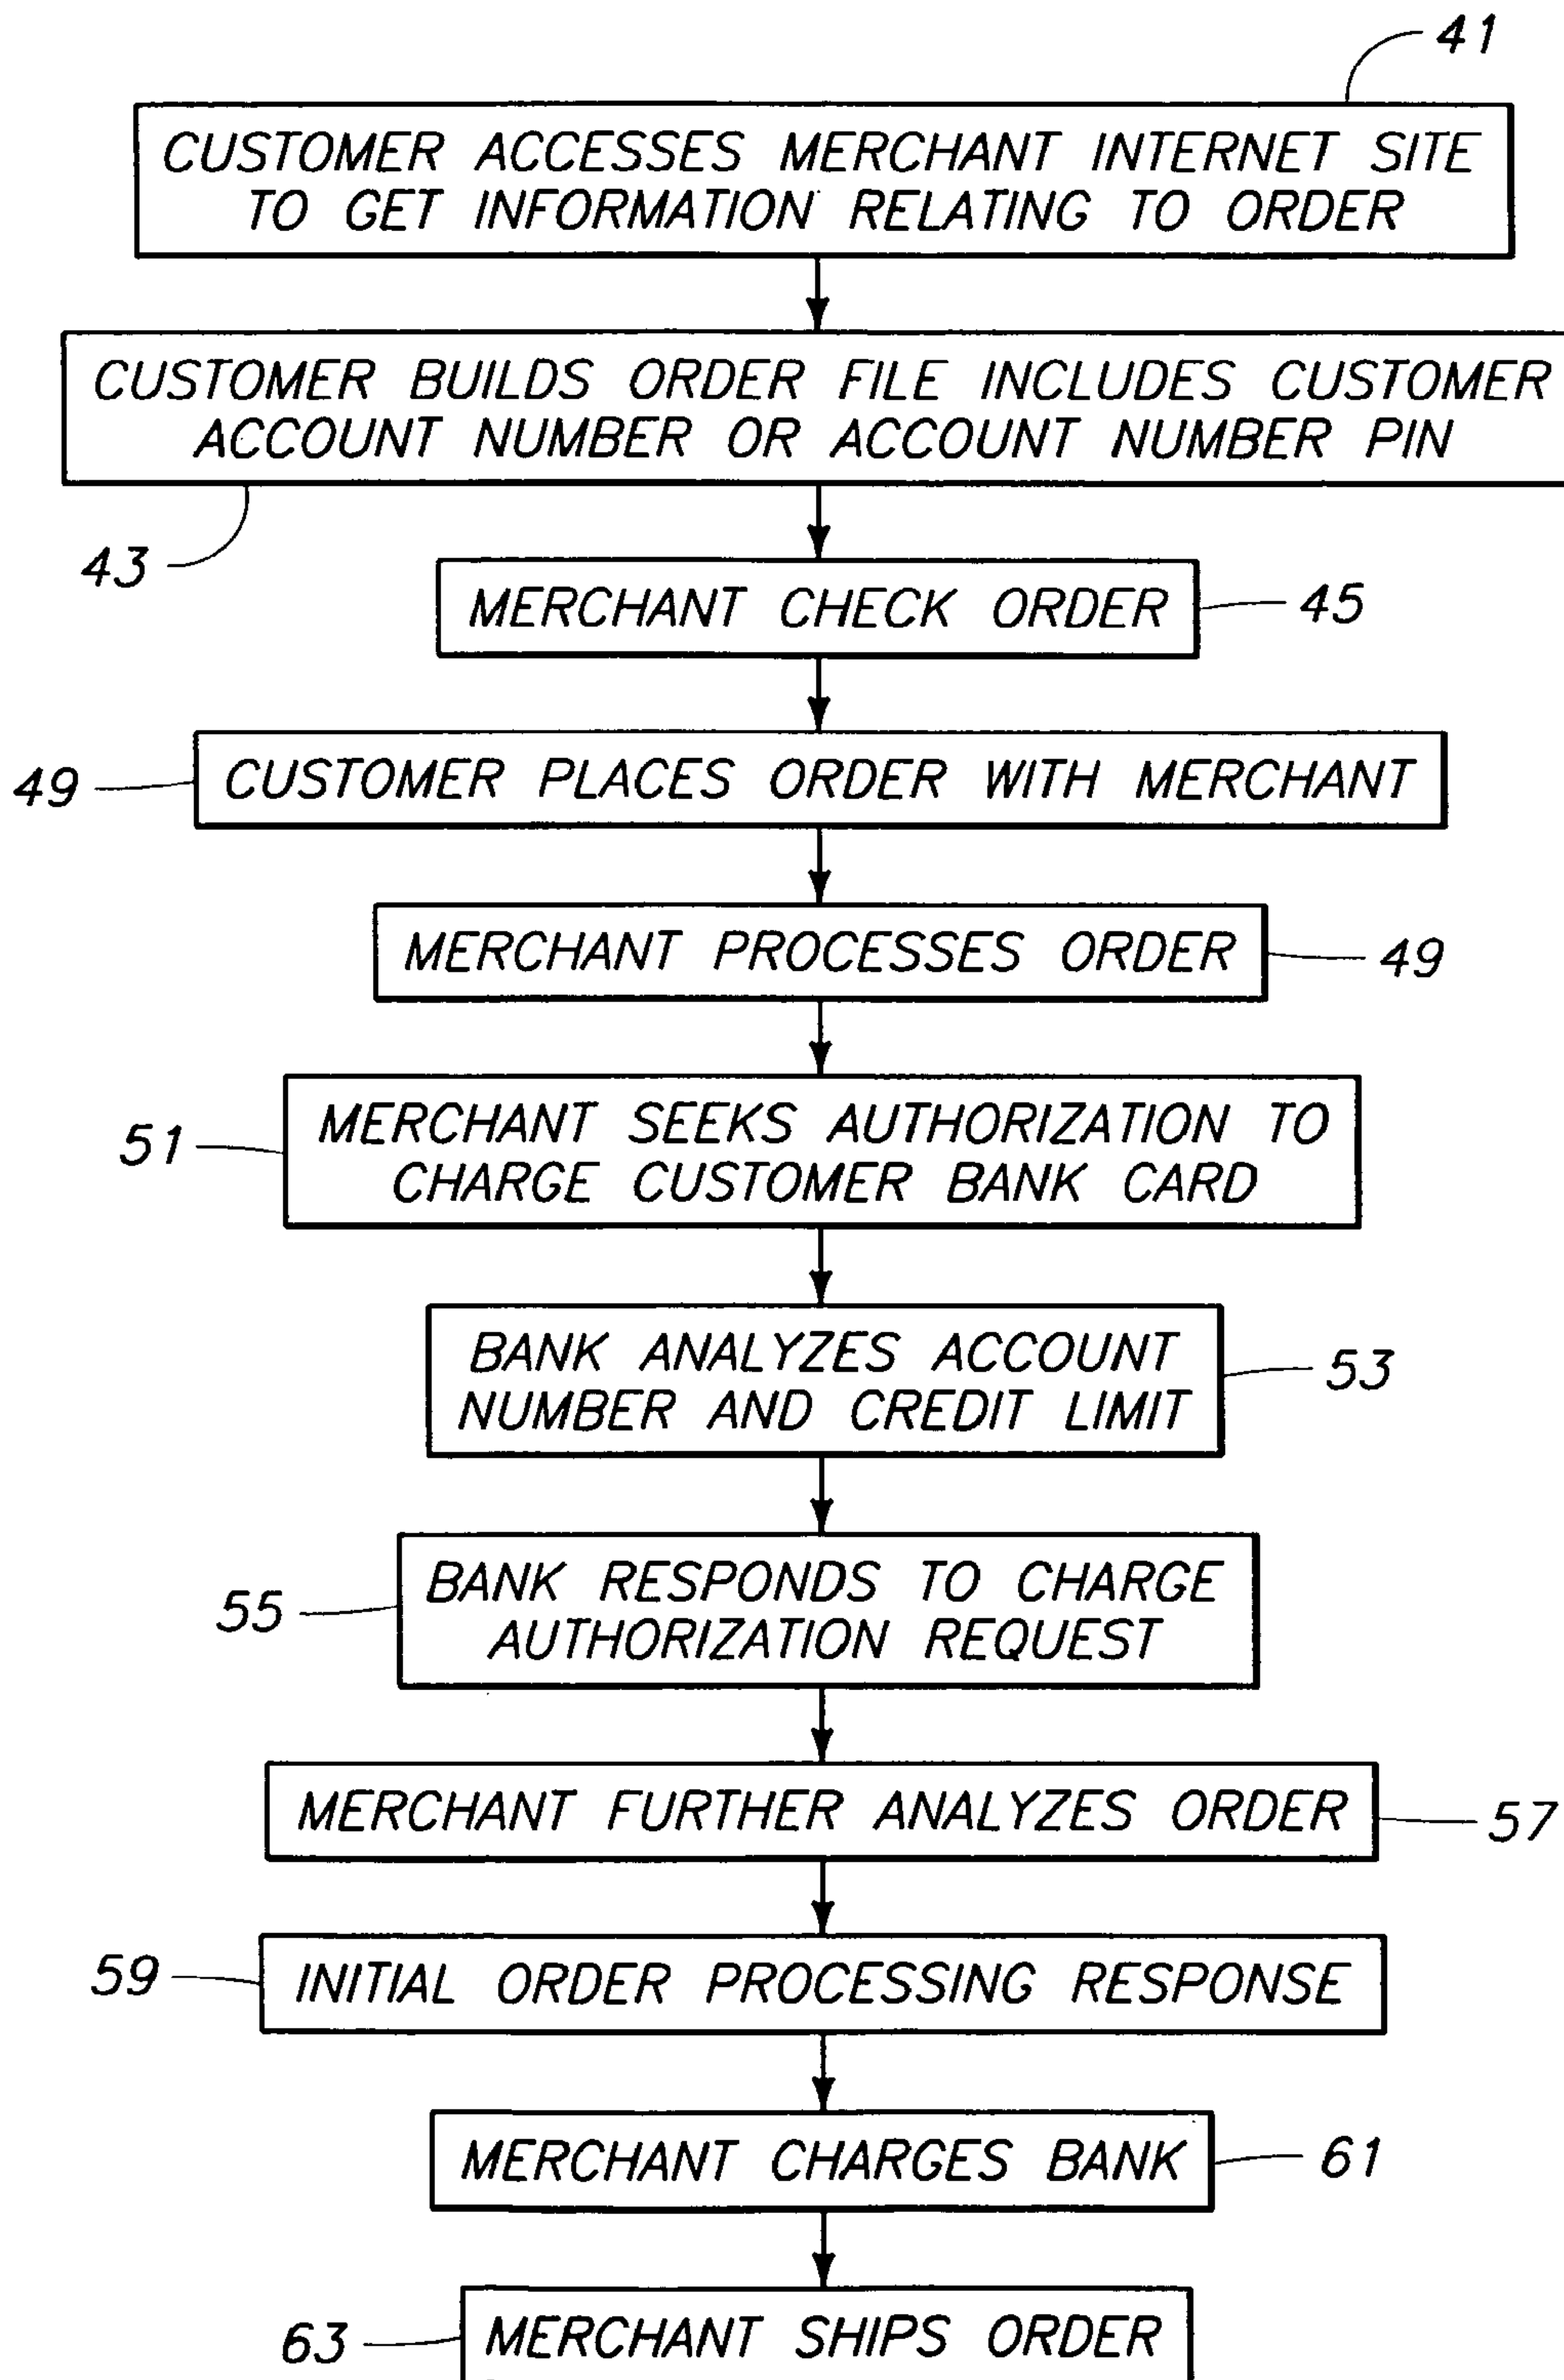 41
CUSTOMER ACCESSES MERCHANT INTERNET SITE
TO GET INFORMATION RELATING TO ORDER
CUSTOMER BUILDS ORDER FILE INCLUDES CUSTOMER
ACCOUNT NUMBER OR ACCOUNT NUMBER PIN
43
MERCHANT CHECK ORDER
45
49
CUSTOMER PLACES ORDER WITH MERCHANT
MERCHANT PROCESSES ORDER
49
51
MERCHANT SEEKS AUTHORIZATION TO
CHARGE CUSTOMER BANK CARD
BANK ANALYZES ACCOUNT
NUMBER AND CREDIT LIMIT
53
55
BANK RESPONDS TO CHARGE
AUTHORIZATION REQUEST
MERCHANT FURTHER ANALYZES ORDER
57
59
INITIAL ORDER PROCESSING RESPONSE
MERCHANT CHARGES BANK
61
63
MERCHANT SHIPS ORDER